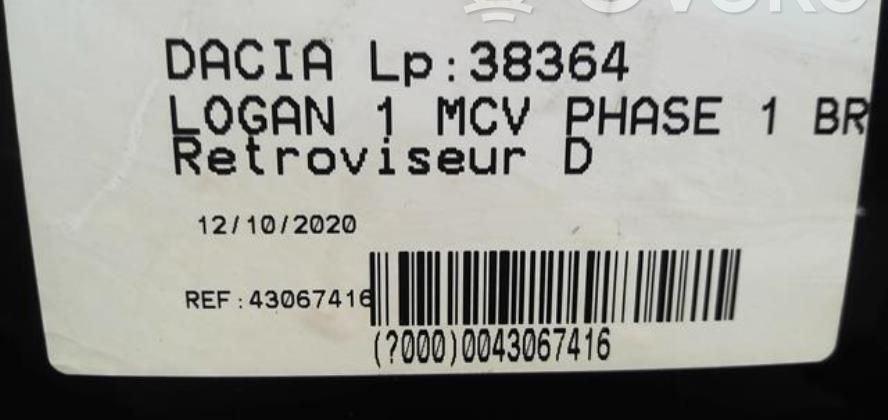 DACIA Lp:38364
LOGAN 1 MCV PHASE 1 BR
Retroviseur D
12/10/2020
REF:43067416
(?000)0043067416